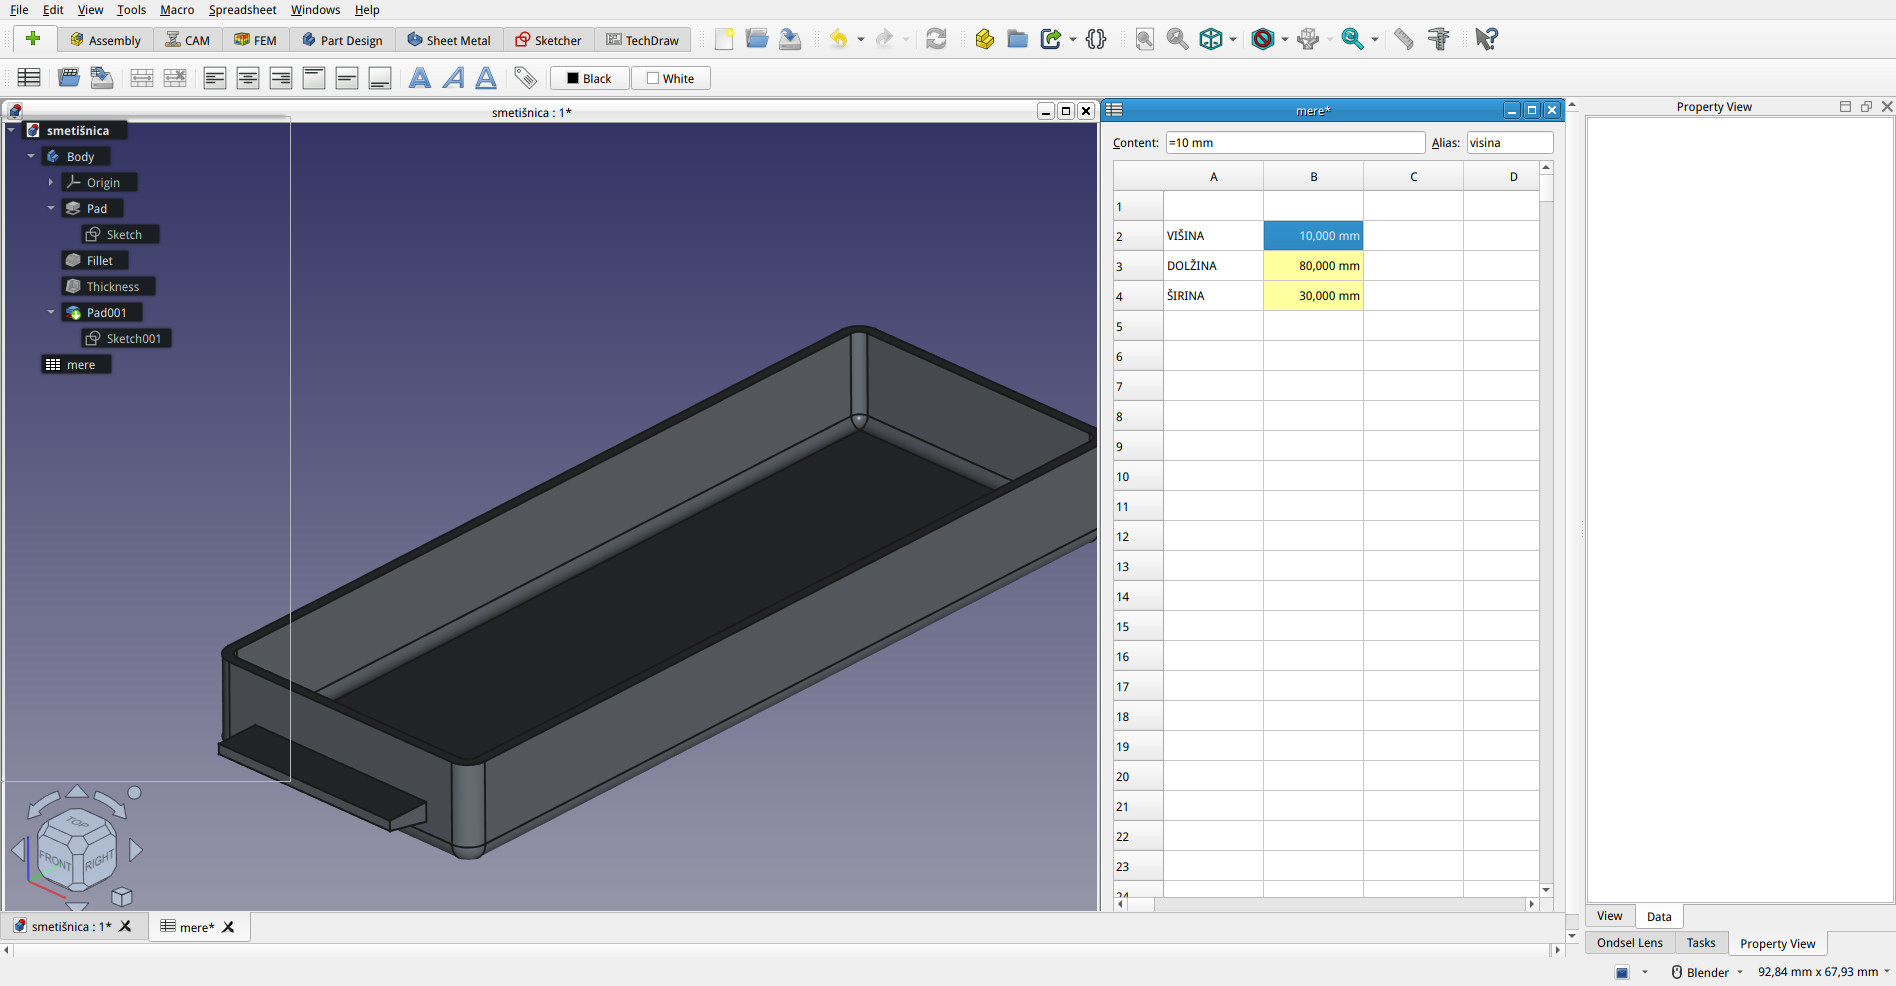 File Edit View Tools Macro Spreadsheet Windows Help
Assembly CAM FEM Part Design Sheet Metal Sketcher TechDraw
Black White
smetišnica : 1*
mere*
Property View
smetišnica
Body
Origin
Pad
Sketch
Fillet
Thickness
Pad001
Sketch001
mere
TOP
FRONT RIGHT
Content: =10 mm Alias: visina
A B C D
1
2 VIŠINA 10,000 mm
3 DOLŽINA 80,000 mm
4 ŠIRINA 30,000 mm
5
6
7
8
9
10
11
12
13
14
15
16
17
18
19
20
21
22
23
24
smetišnica : 1* mere*
View Data
Ondsel Lens Tasks Property View
Blender 92,84 mm x 67,93 mm